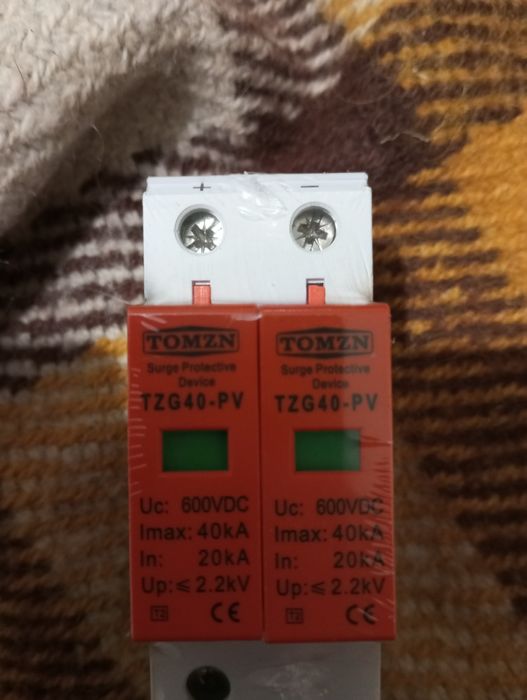 + −
TOMZN
Surge Protective
Device
TZG40-PV
Uc: 600VDC
Imax: 40kA
In: 20kA
Up: ≤ 2.2kV
T2 CE
TOMZN
Surge Protective
Device
TZG40-PV
Uc: 600VDC
Imax: 40kA
In: 20kA
Up: ≤ 2.2kV
T2 CE